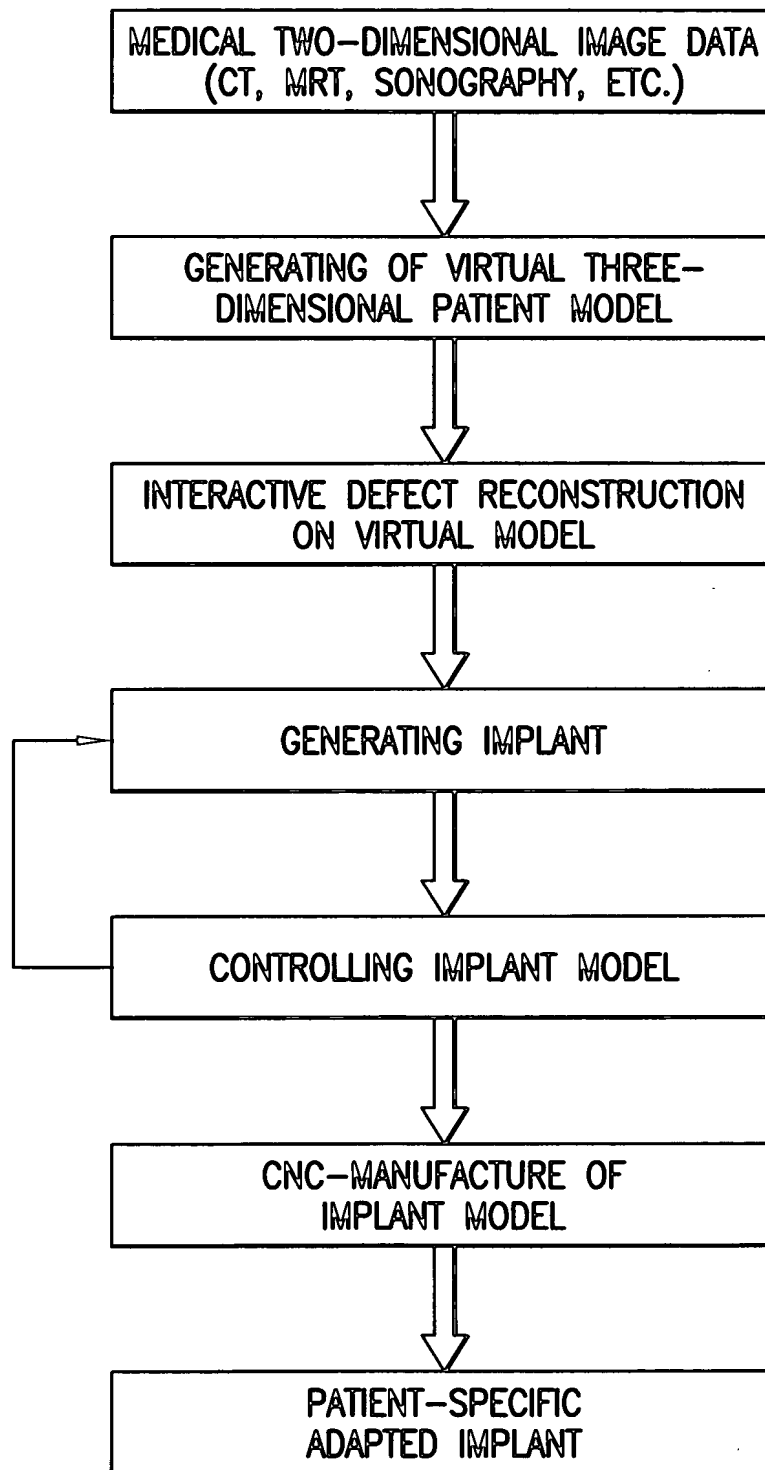 MEDICAL TWO-DIMENSIONAL IMAGE DATA
(CT, MRT, SONOGRAPHY, ETC.)
GENERATING OF VIRTUAL THREE-
DIMENSIONAL PATIENT MODEL
INTERACTIVE DEFECT RECONSTRUCTION
ON VIRTUAL MODEL
GENERATING IMPLANT
CONTROLLING IMPLANT MODEL
CNC-MANUFACTURE OF
IMPLANT MODEL
PATIENT-SPECIFIC
ADAPTED IMPLANT